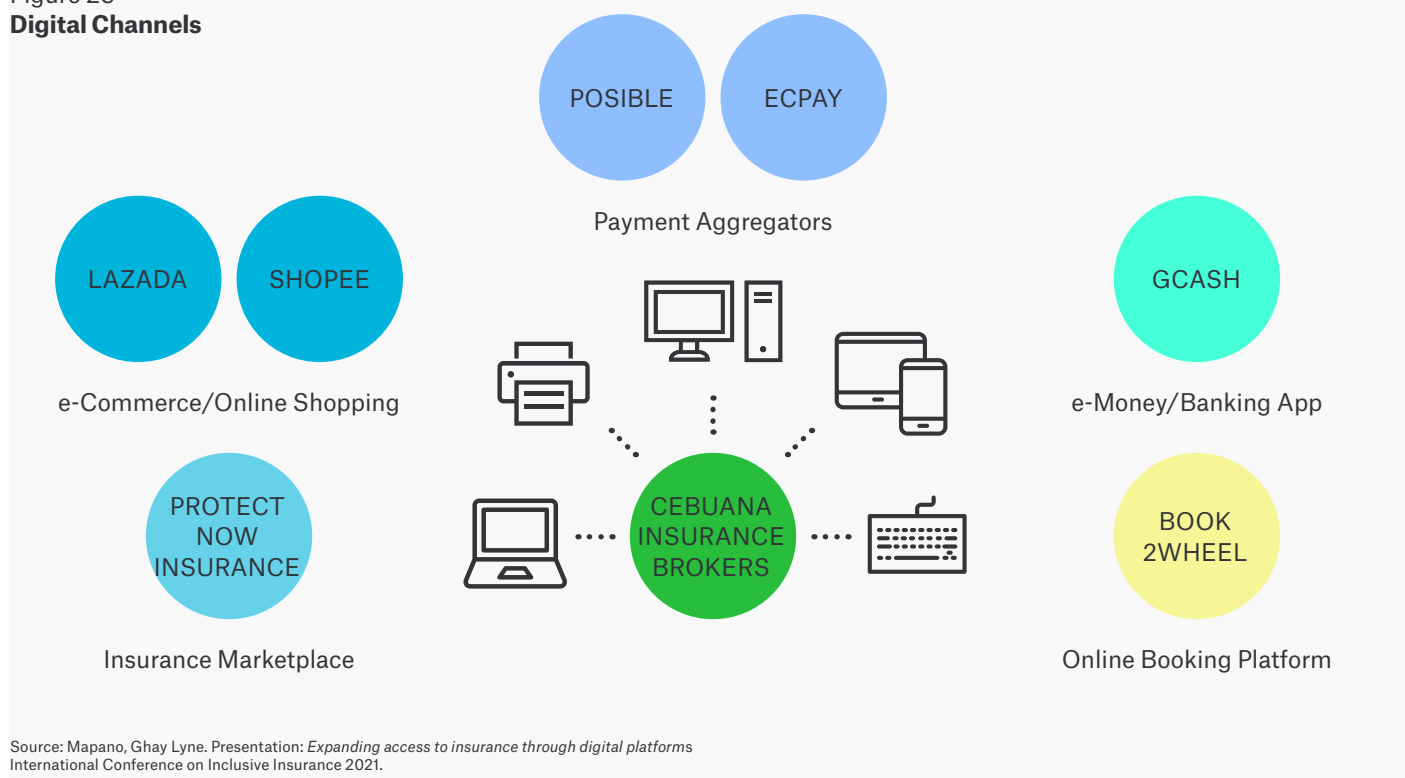 Digital Channels
POSIBLE
ECPAY
Payment Aggregators
LAZADA
SHOPEE
e-Commerce/Online Shopping
GCASH
e-Money/Banking App
PROTECT
NOW
INSURANCE
Insurance Marketplace
CEBUANA
INSURANCE
BROKERS
BOOK
2WHEEL
Online Booking Platform
Source: Mapano, Ghay Lyne. Presentation: Expanding access to insurance through digital platforms
International Conference on Inclusive Insurance 2021.